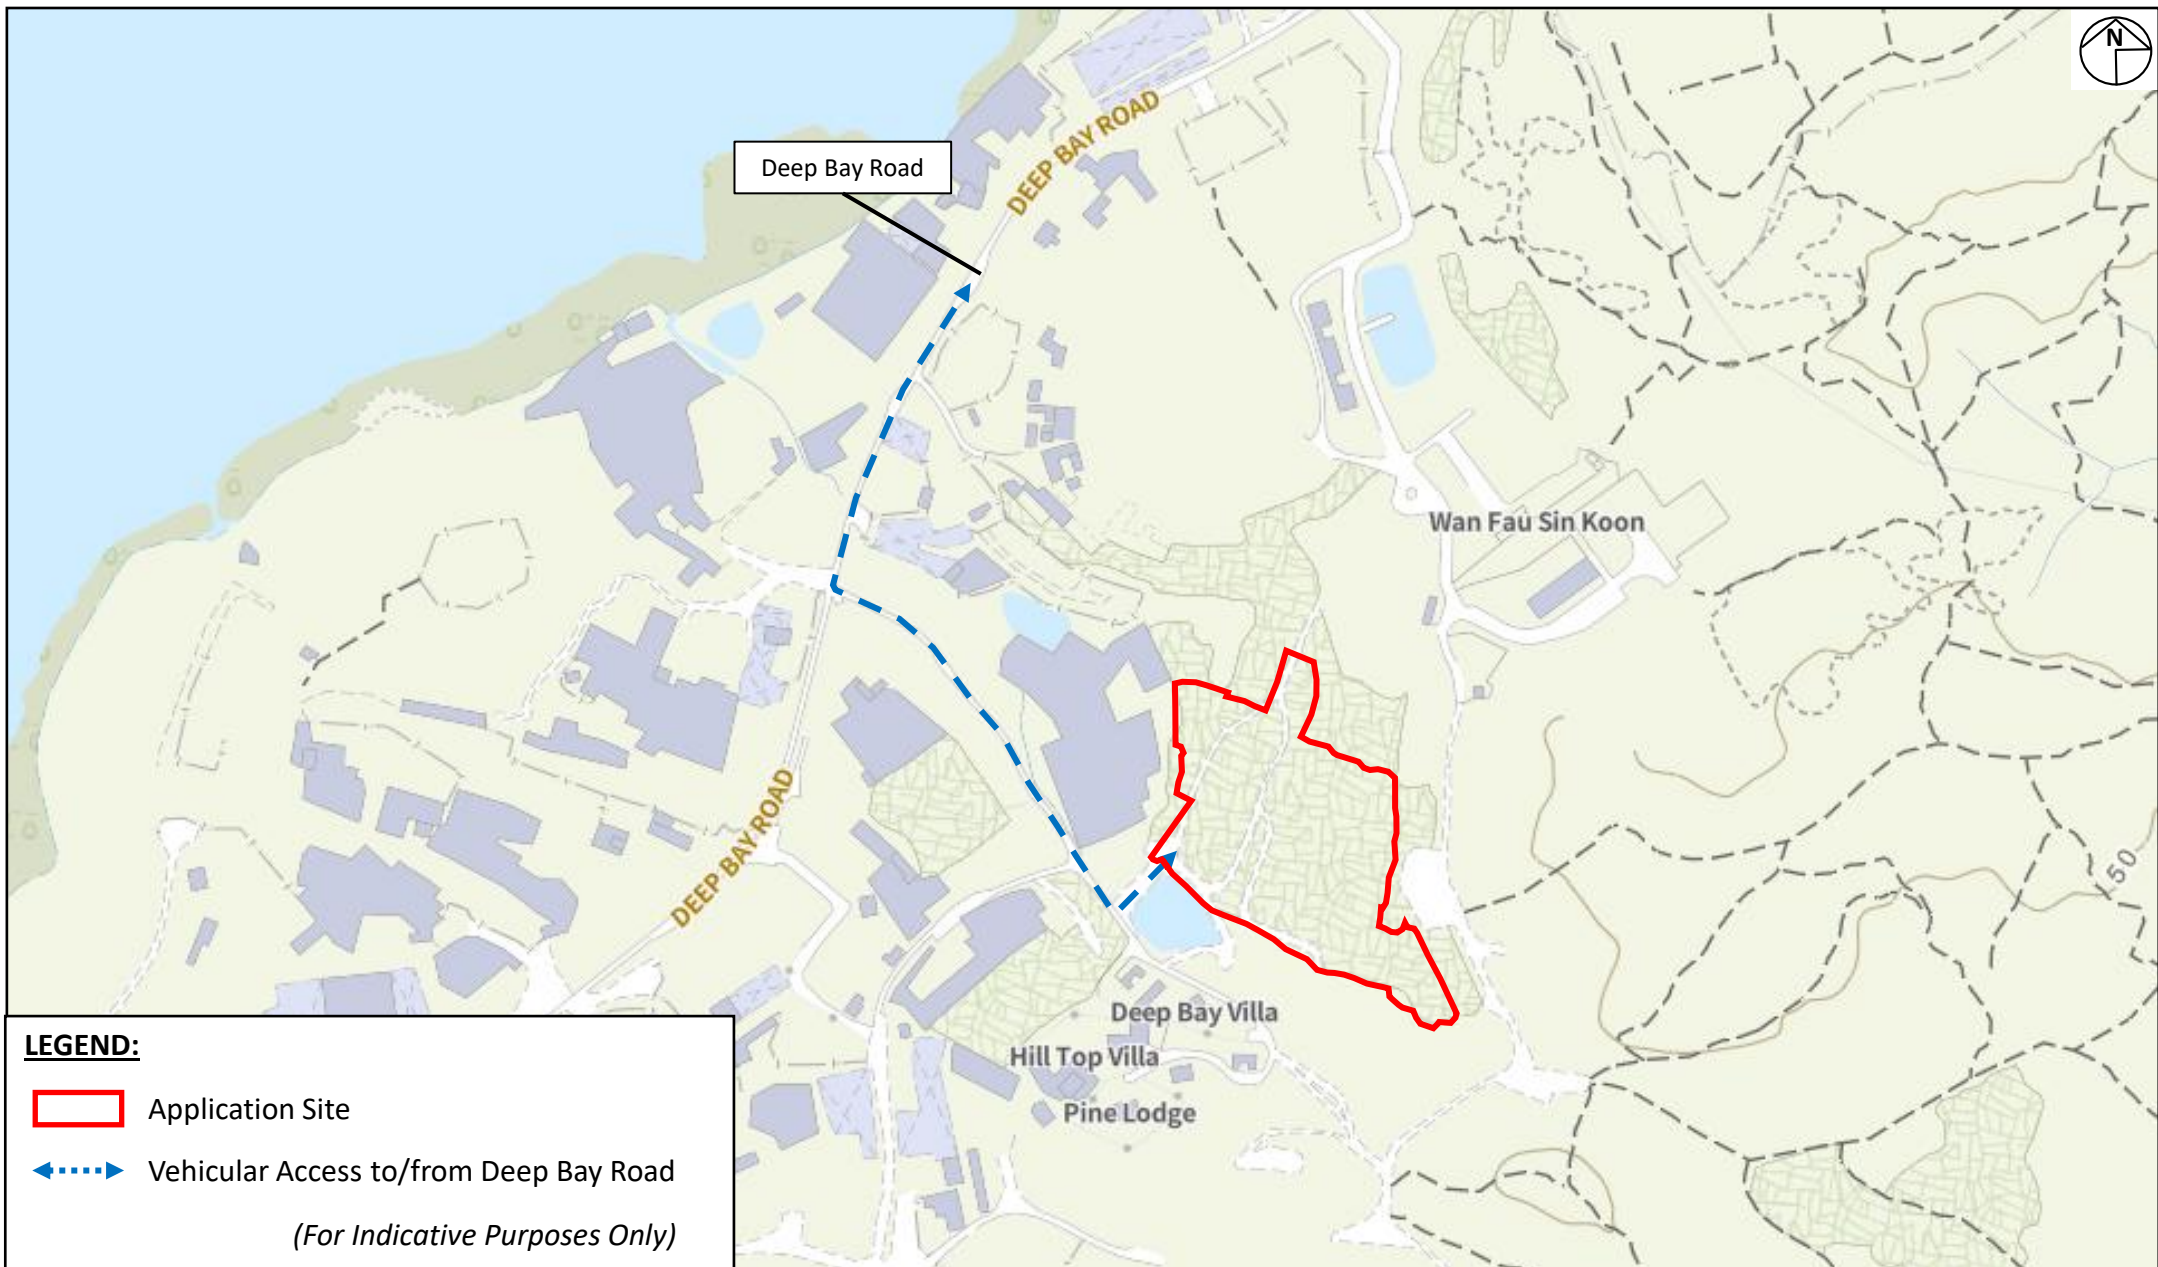 N
DEEP BAY ROAD
Deep Bay Road
Wan Fau Sin Koon
DEEP BAY ROAD
50
Deep Bay Villa
Hill Top Villa
Pine Lodge
LEGEND:
Application Site
Vehicular Access to/from Deep Bay Road
(For Indicative Purposes Only)